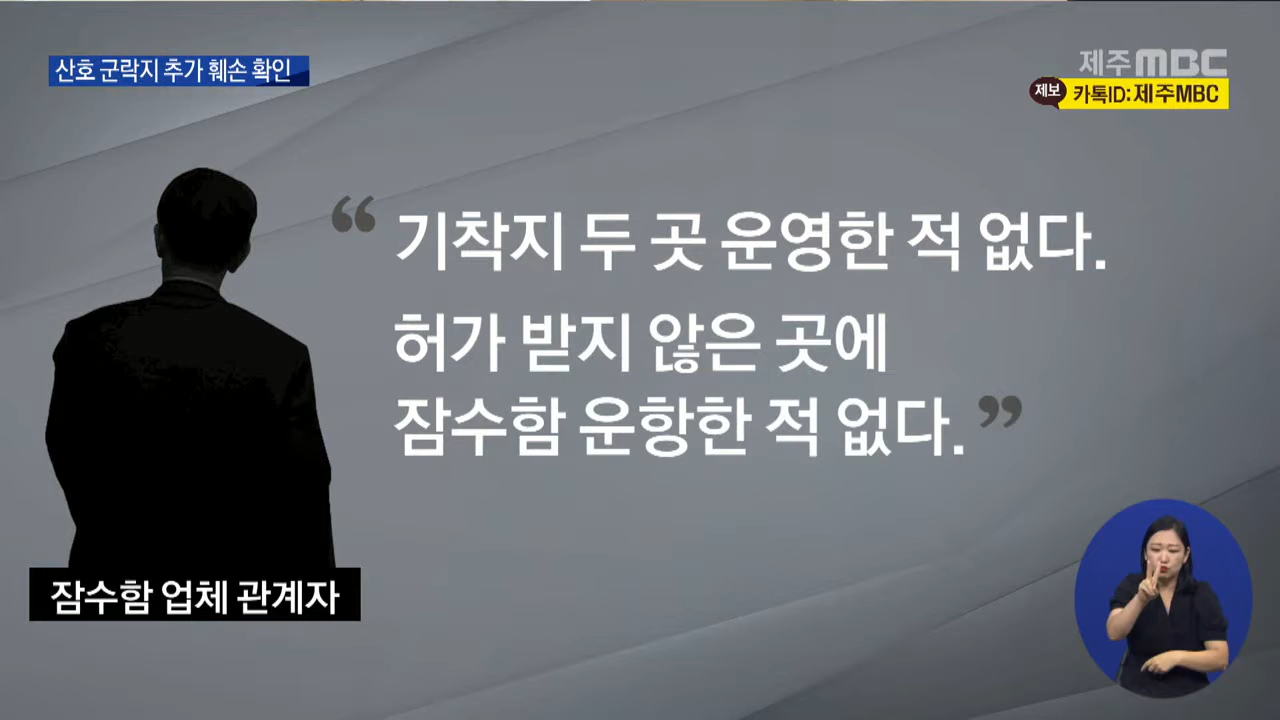 산호 군락지 추가 훼손 확인
제주MBC
제보 카톡ID:제주MBC
“ 기착지 두 곳 운영한 적 없다.
허가 받지 않은 곳에
잠수함 운항한 적 없다. ”
잠수함 업체 관계자